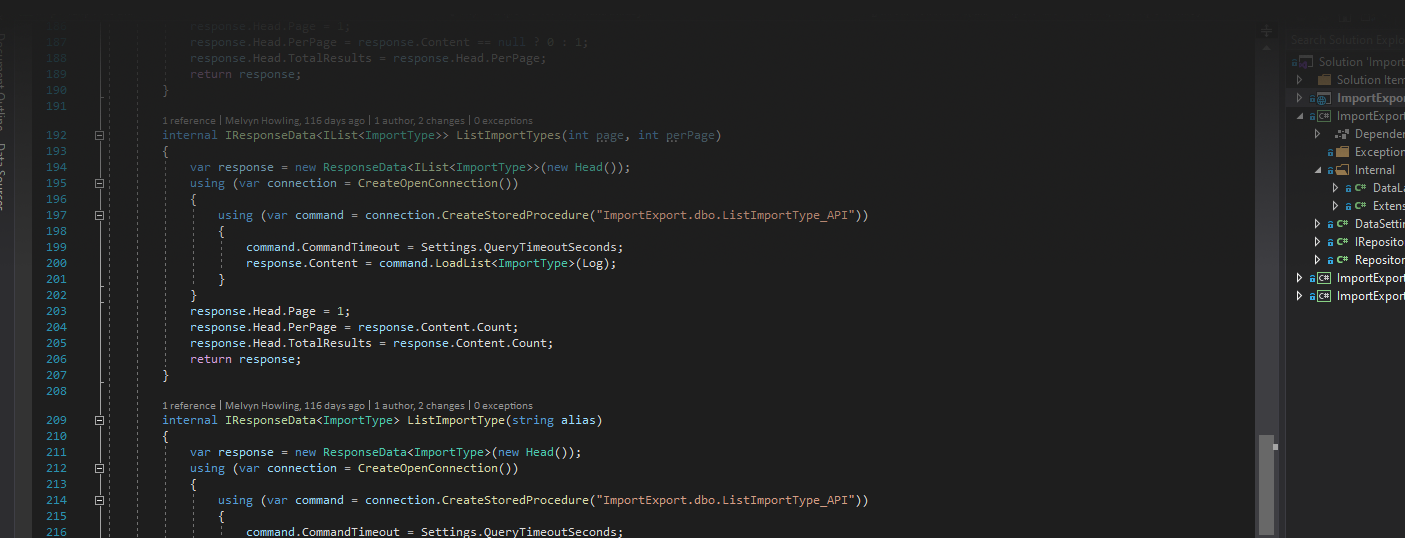 response.Head.Page = 1;
187 response.Head.PerPage = response.Content == null ? 0 : 1;
188 response.Head.TotalResults = response.Head.PerPage;
189 return response;
190 }
191
1 reference | Melvyn Howling, 116 days ago | 1 author, 2 changes | 0 exceptions
192 internal IResponseData<IList<ImportType>> ListImportTypes(int page, int perPage)
193 {
194 var response = new ResponseData<IList<ImportType>>(new Head());
195 using (var connection = CreateOpenConnection())
196 {
197 using (var command = connection.CreateStoredProcedure("ImportExport.dbo.ListImportType_API"))
198 {
199 command.CommandTimeout = Settings.QueryTimeoutSeconds;
200 response.Content = command.LoadList<ImportType>(Log);
201 }
202 }
203 response.Head.Page = 1;
204 response.Head.PerPage = response.Content.Count;
205 response.Head.TotalResults = response.Content.Count;
206 return response;
207 }
208
1 reference | Melvyn Howling, 116 days ago | 1 author, 2 changes | 0 exceptions
209 internal IResponseData<ImportType> ListImportType(string alias)
210 {
211 var response = new ResponseData<ImportType>(new Head());
212 using (var connection = CreateOpenConnection())
213 {
214 using (var command = connection.CreateStoredProcedure("ImportExport.dbo.ListImportType_API"))
215 {
216 command.CommandTimeout = Settings.QueryTimeoutSeconds;
Document Outline
Data Sources
Search Solution Explo
Solution 'Import
Solution Item
ImportExpor
C# ImportExpor
Depender
Exception
Internal
C# DataLa
C# Extens
C# DataSettin
C# IRepositor
C# Repositor
C# ImportExpor
C# ImportExpor